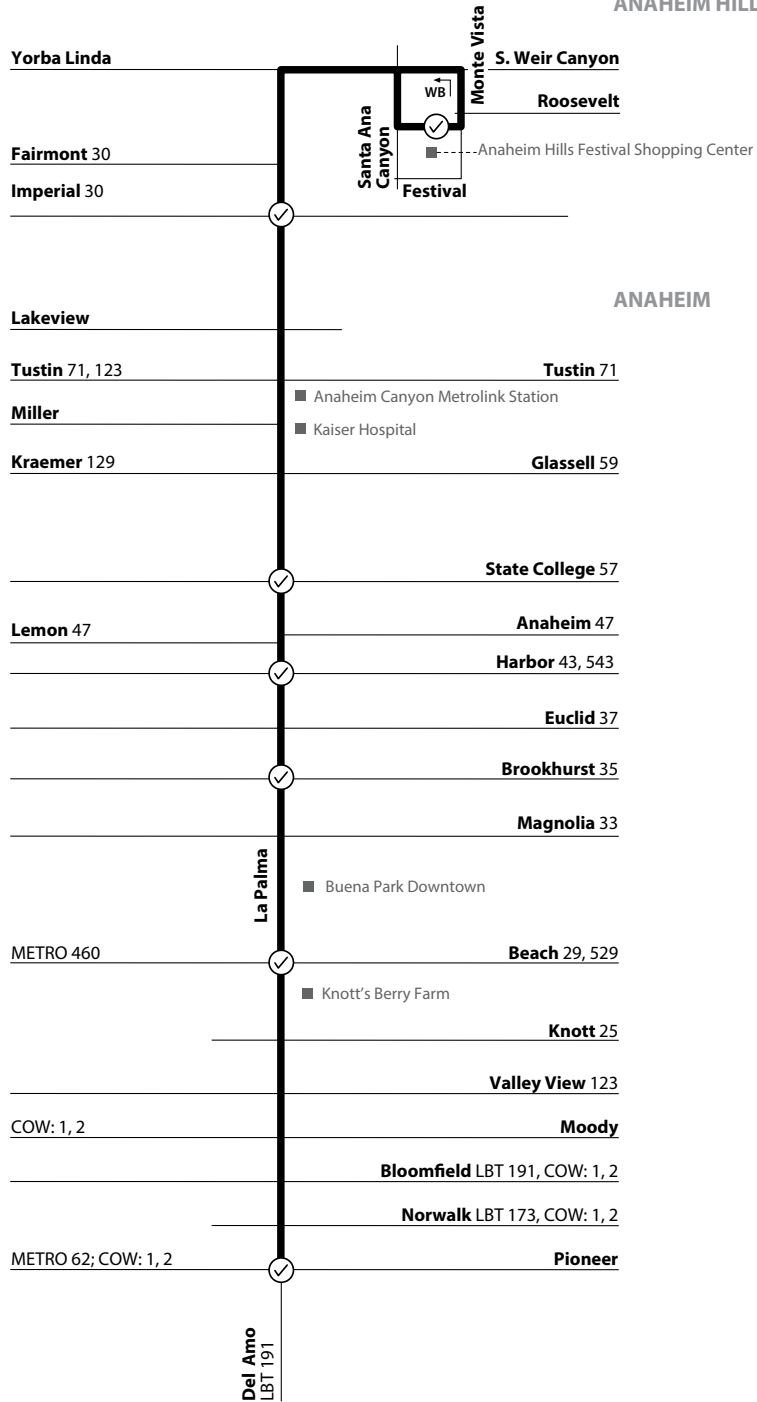 ANAHEIM HILL
Monte Vista
Yorba Linda
S. Weir Canyon
WB
Roosevelt
Santa Ana
Canyon
Anaheim Hills Festival Shopping Center
Fairmont 30
Festival
Imperial 30
ANAHEIM
Lakeview
Tustin 71, 123
Tustin 71
Anaheim Canyon Metrolink Station
Miller
Kaiser Hospital
Kraemer 129
Glassell 59
State College 57
Lemon 47
Anaheim 47
Harbor 43, 543
Euclid 37
Brookhurst 35
Magnolia 33
La Palma
Buena Park Downtown
METRO 460
Beach 29, 529
Knott's Berry Farm
Knott 25
Valley View 123
COW: 1, 2
Moody
Bloomfield LBT 191, COW: 1, 2
Norwalk LBT 173, COW: 1, 2
METRO 62; COW: 1, 2
Pioneer
Del Amo
LBT 191